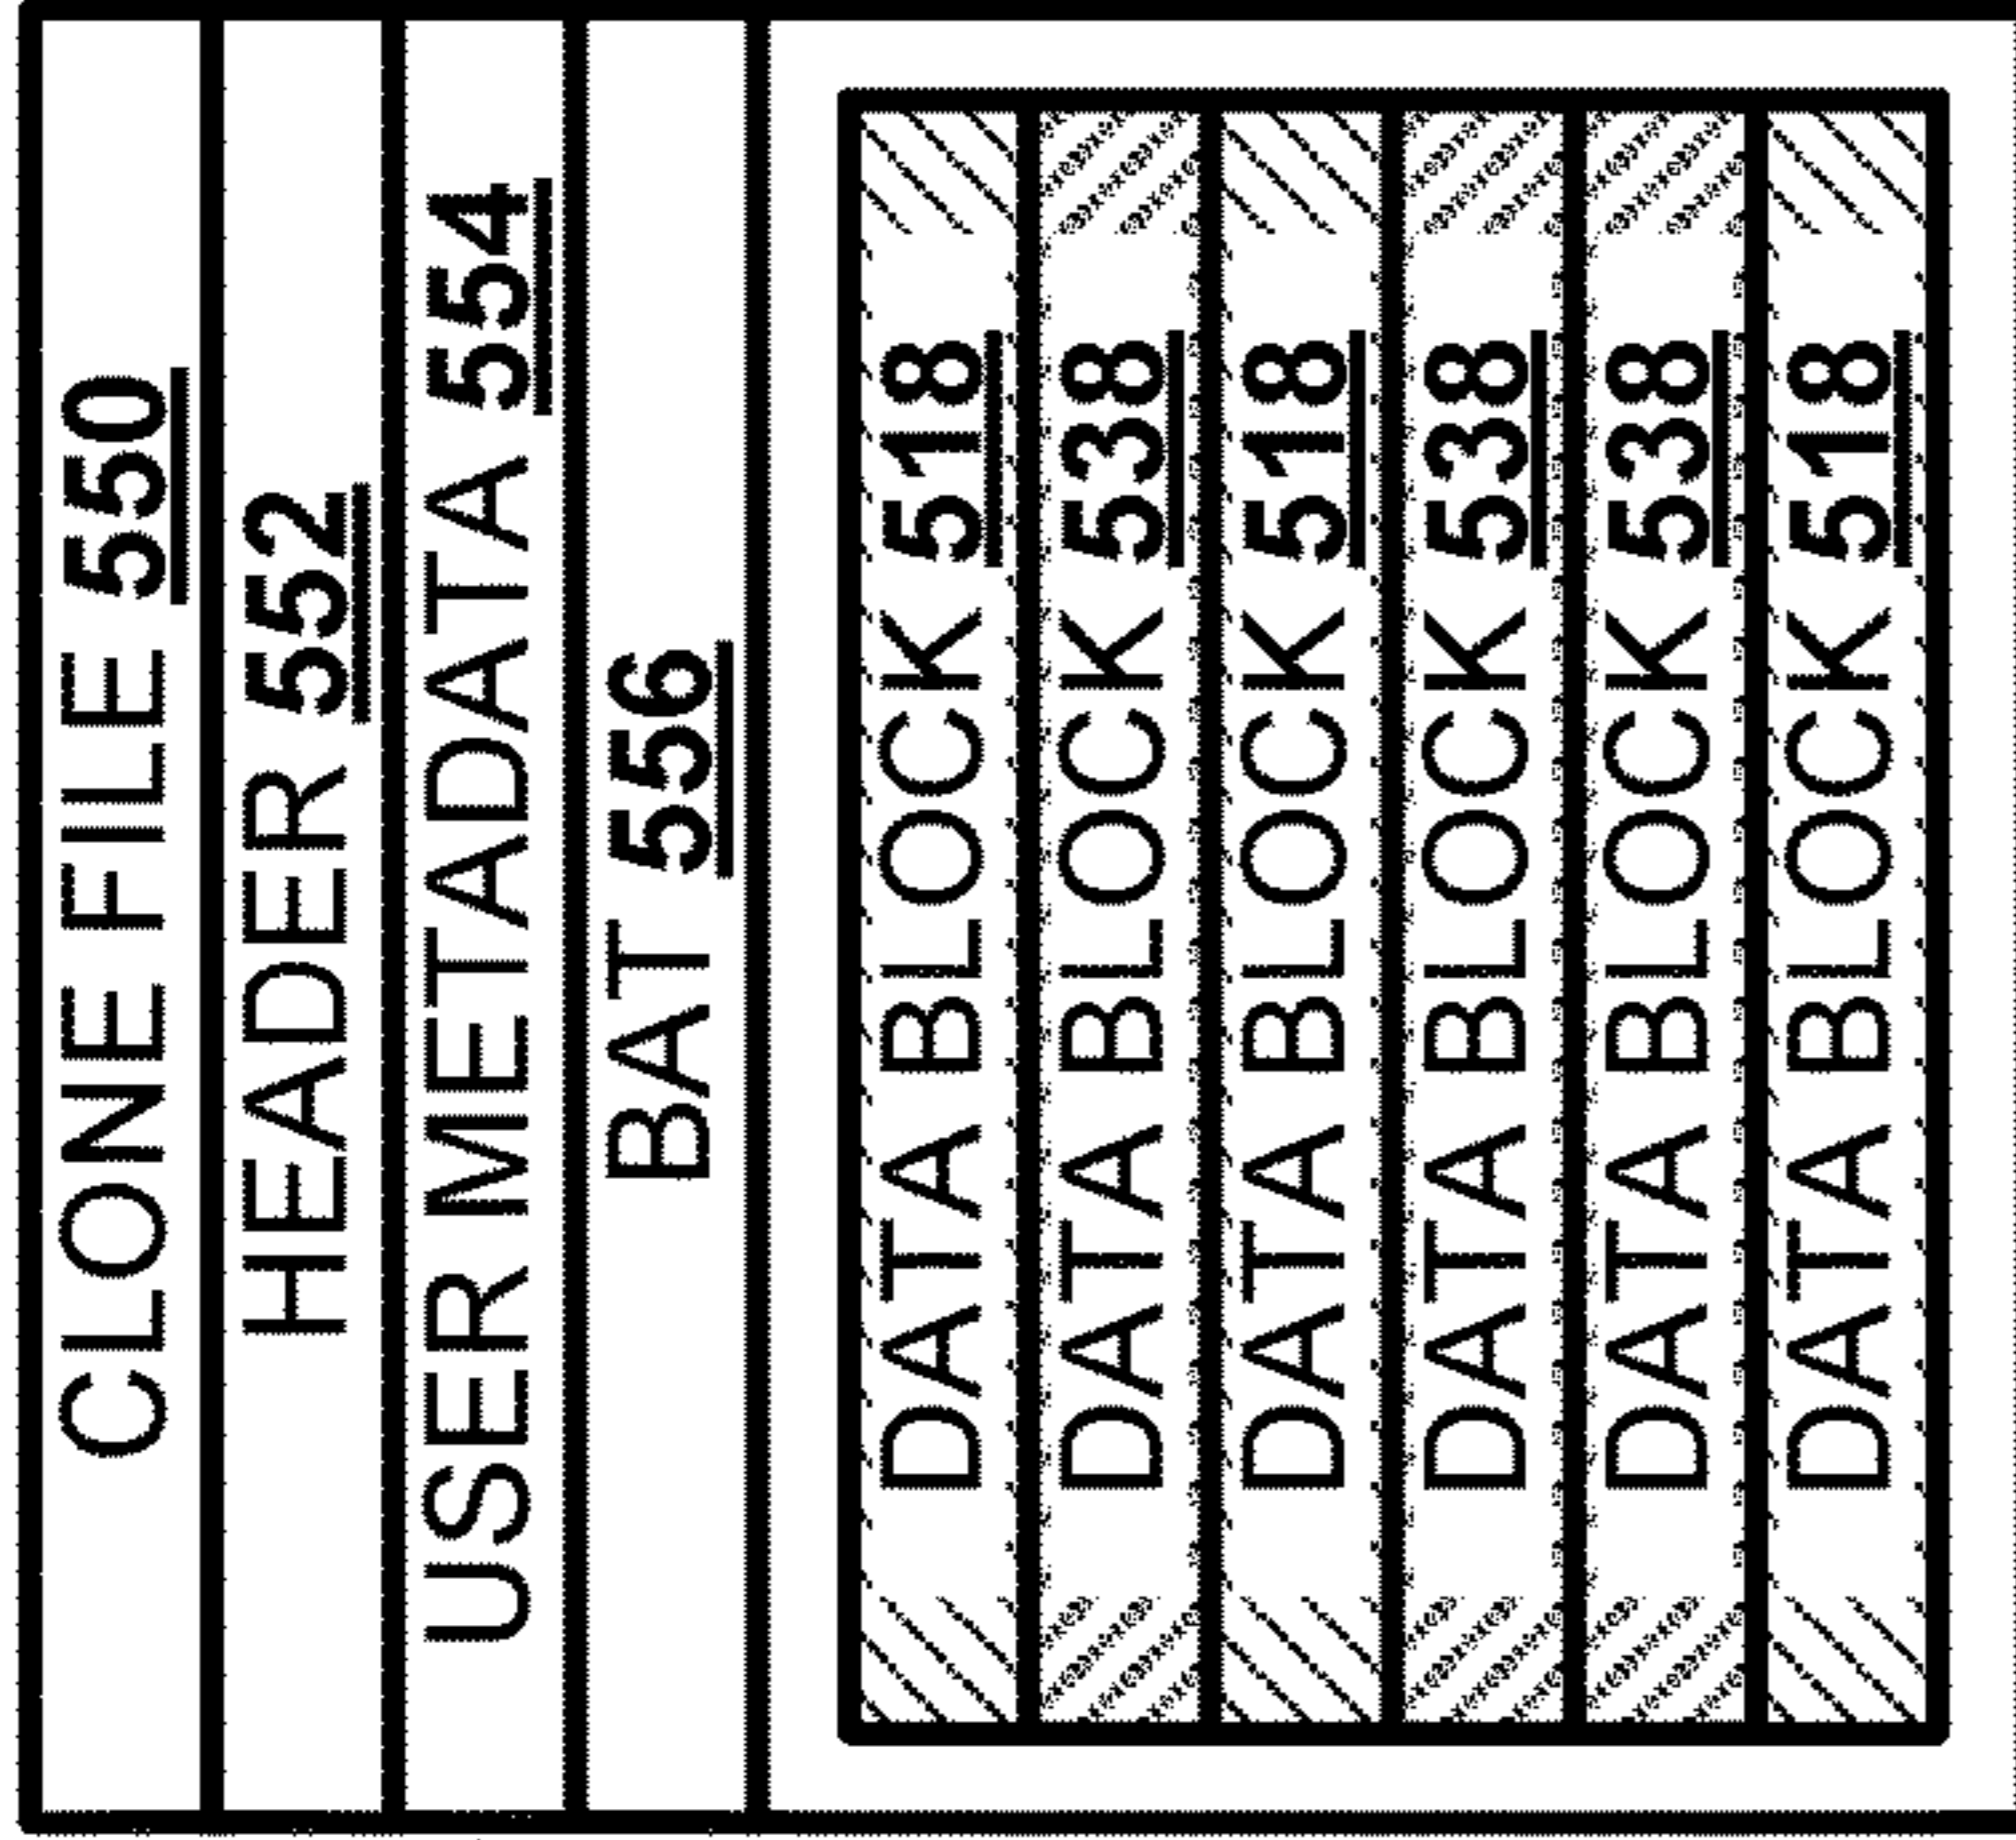 CLONE FILE 550
HEADER 552
USER METADATA 554
BAT 556
DATA BLOCK 518
DATA BLOCK 538
DATA BLOCK 518
DATA BLOCK 538
DATA BLOCK 538
DATA BLOCK 518